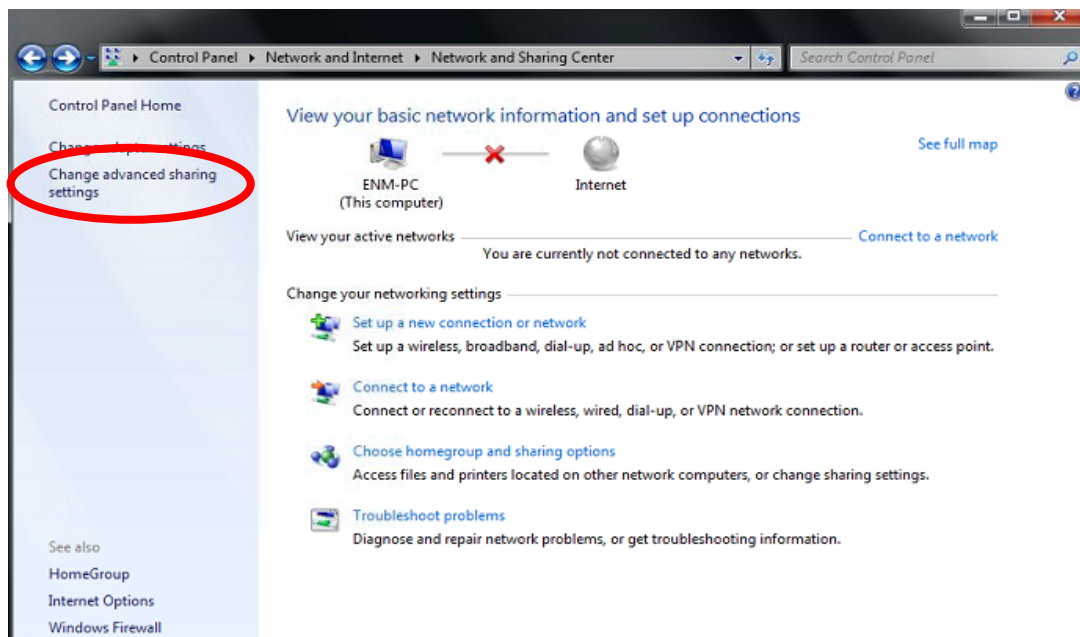 Control Panel Network and Internet Network and Sharing Center Search Control Panel
Control Panel Home
Change adapter settings
Change advanced sharing
settings
See also
HomeGroup
Internet Options
Windows Firewall
View your basic network information and set up connections
See full map
ENM-PC
(This computer)
Internet
View your active networks
Connect to a network
You are currently not connected to any networks.
Change your networking settings
Set up a new connection or network
Set up a wireless, broadband, dial-up, ad hoc, or VPN connection; or set up a router or access point.
Connect to a network
Connect or reconnect to a wireless, wired, dial-up, or VPN network connection.
Choose homegroup and sharing options
Access files and printers located on other network computers, or change sharing settings.
Troubleshoot problems
Diagnose and repair network problems, or get troubleshooting information.